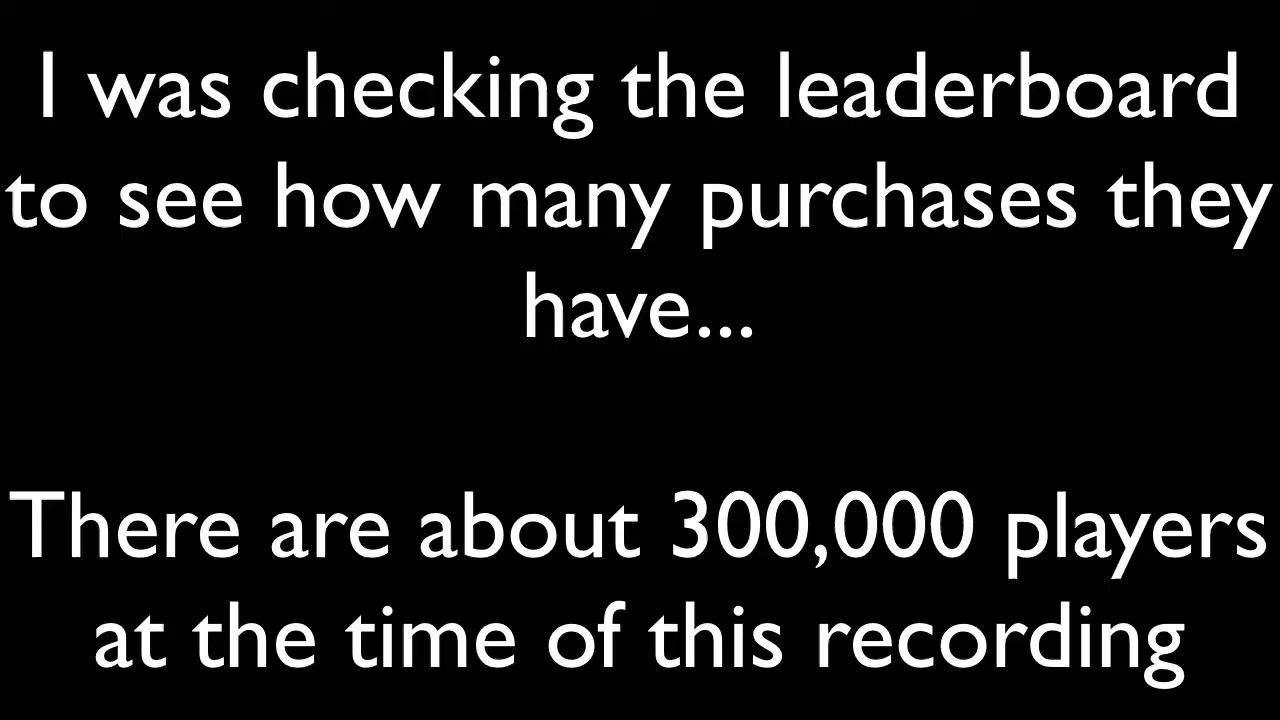 I was checking the leaderboard
to see how many purchases they
have...
There are about 300,000 players
at the time of this recording